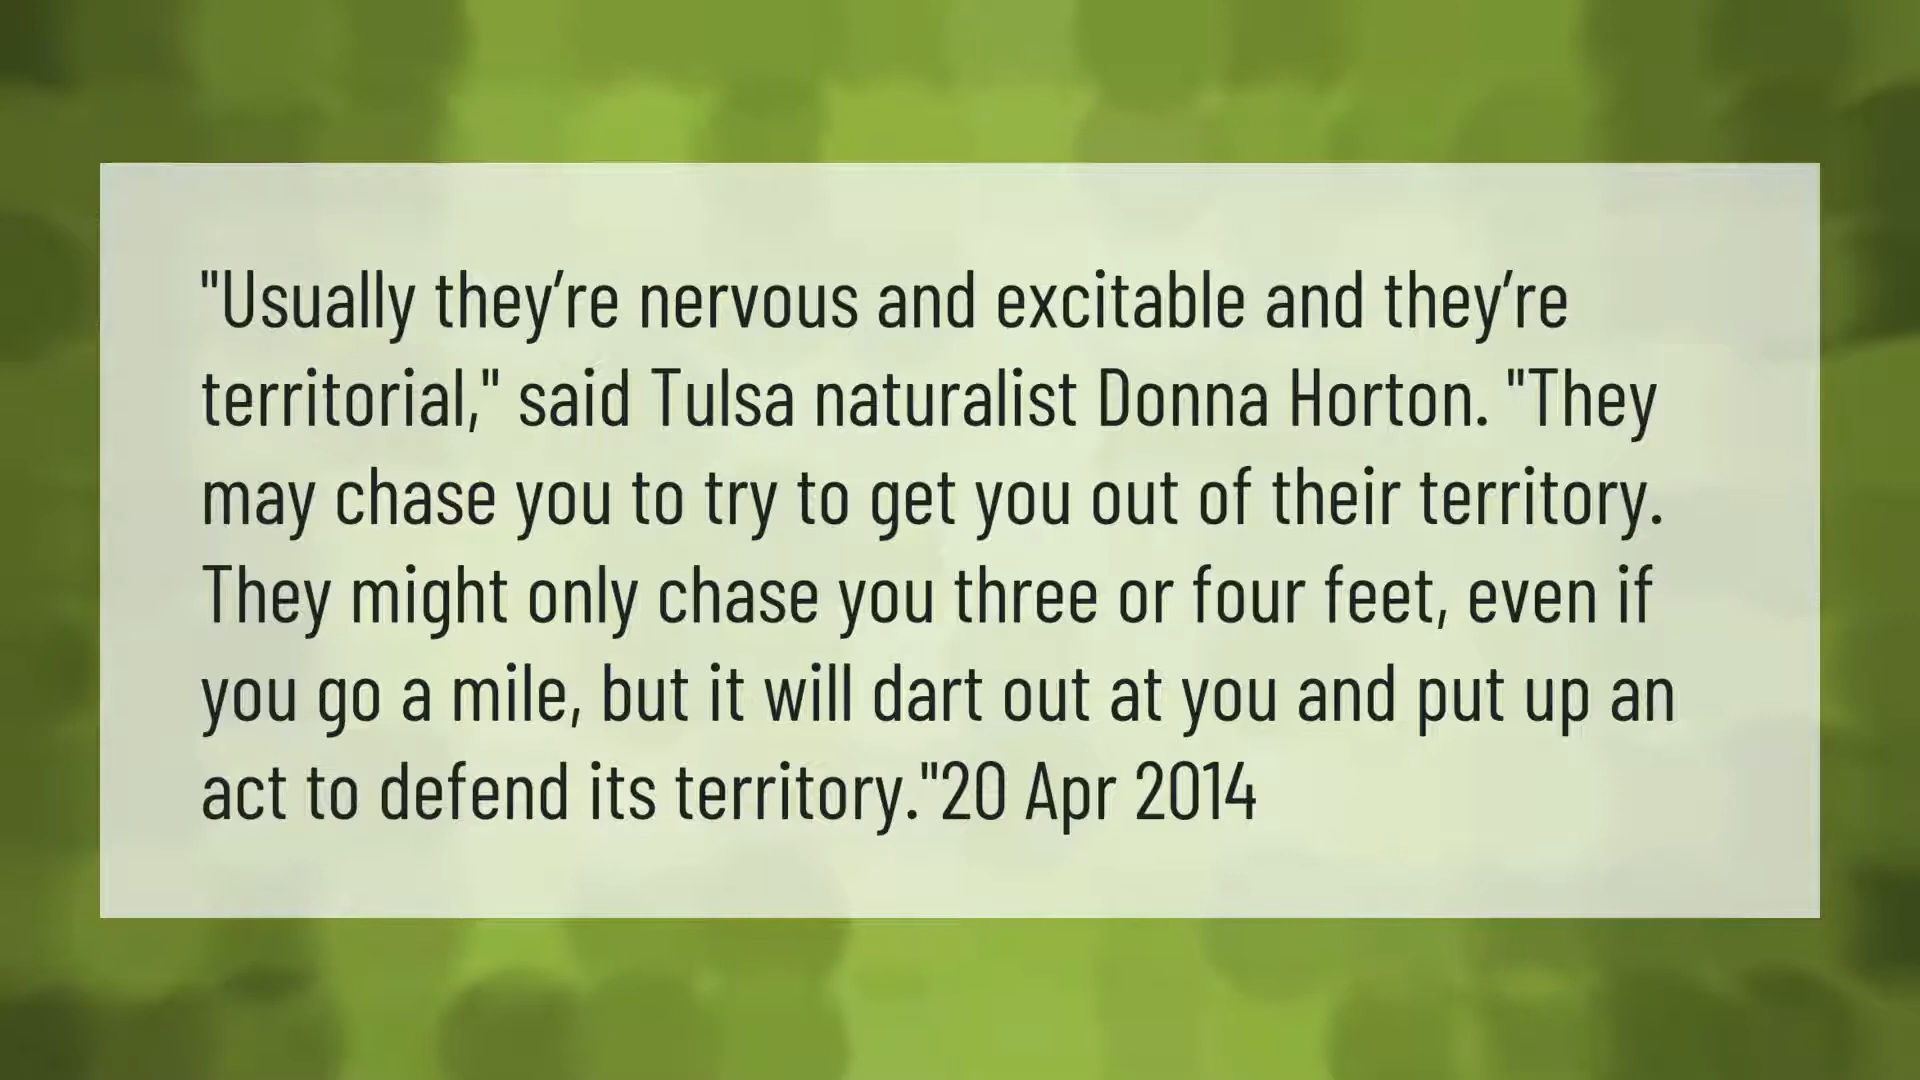 "Usually they’re nervous and excitable and they’re
territorial," said Tulsa naturalist Donna Horton. "They
may chase you to try to get you out of their territory.
They might only chase you three or four feet, even if
you go a mile, but it will dart out at you and put up an
act to defend its territory."20 Apr 2014